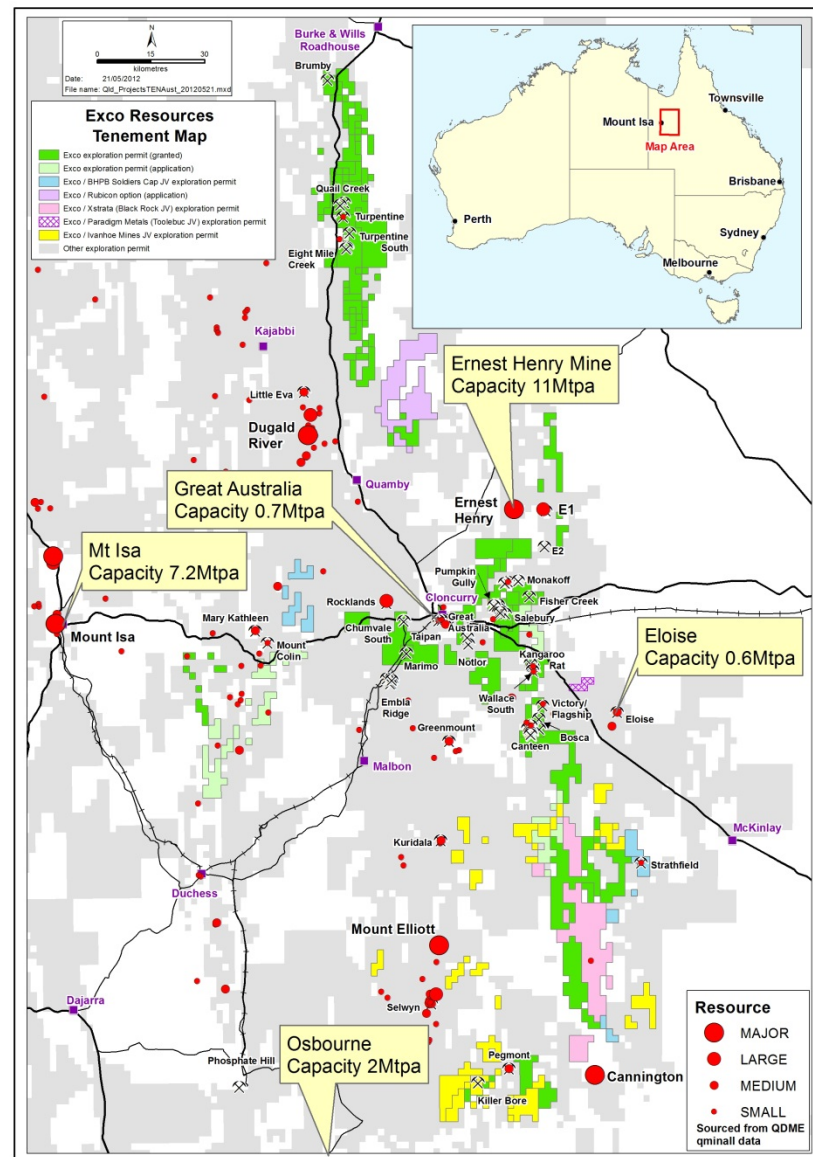 0
15
30
kilometres
Date: 21/05/2012
File name: Qld_ProjectsTENAust_20120521.mxd
Exco Resources
Tenement Map
Exco exploration permit (granted)
Exco exploration permit (application)
Exco / BHPB Soldiers Cap JV exploration permit
Exco / Rubicon option (application)
Exco / Xstrata (Black Rock JV) exploration permit
Exco / Paradigm Metals (Toolebuc JV) exploration permit
Exco / Ivanhoe Mines JV exploration permit
Other exploration permit
Burke & Wills
Roadhouse
Brumby
Townsville
Mount Isa
Map Area
Brisbane
Perth
Sydney
Melbourne
Quail Creek
Turpentine
Turpentine
South
Eight Mile
Creek
Kajabbi
Ernest Henry Mine
Capacity 11Mtpa
Little Eva
Dugald
River
Great Australia
Capacity 0.7Mtpa
Quamby
Ernest
Henry
E1
E2
Mt Isa
Capacity 7.2Mtpa
Pumpkin
Gully
Monakoff
Cloncurry
Fisher Creek
Rocklands
Great
Australia
Salebury
Mary Kathleen
Chumvale
South
Taipan
Mount Isa
Mount
Colin
Marimo
Notlor
Kangaroo
Rat
Eloise
Capacity 0.6Mtpa
Embla
Ridge
Wallace
South
Victory/
Flagship
Eloise
Greenmount
Bosca
Canteen
Malbon
McKinlay
Kuridala
Strathfield
Duchess
Mount Elliott
Dajarra
Selwyn
Osbourne
Capacity 2Mtpa
Phosphate Hill
Pegmont
Killer Bore
Cannington
Resource
MAJOR
LARGE
MEDIUM
SMALL
Sourced from QDME
qminall data